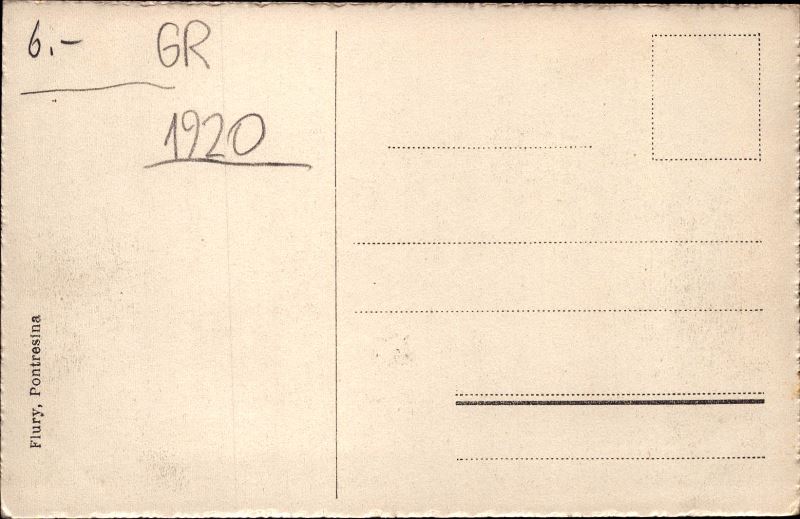 6.– GR
1920
Flury, Pontresina